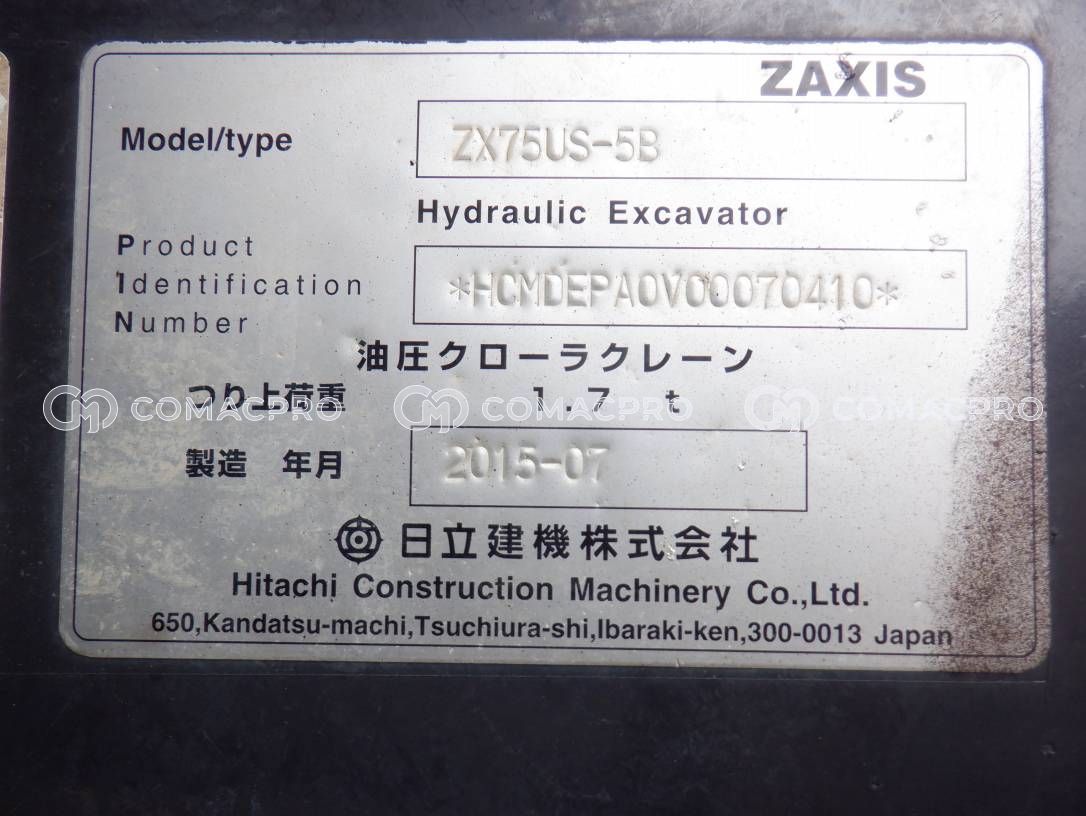 ZAXIS
Model/type ZX75US-5B
Hydraulic Excavator
Product
Identification *HCMDEPA0V00070410*
Number
油圧クローラクレーン
つり上荷重 1.7 t
COMACPRO COMACPRO COMACPRO
製造 年月 2015-07
日立建機株式会社
Hitachi Construction Machinery Co.,Ltd.
650,Kandatsu-machi,Tsuchiura-shi,Ibaraki-ken,300-0013 Japan